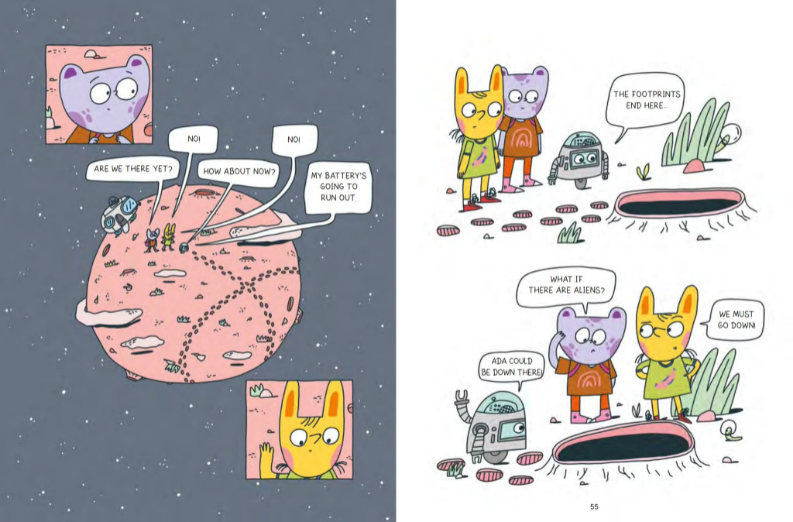 ARE WE THERE YET?
NO!
HOW ABOUT NOW?
NO!
MY BATTERY'S
GOING TO
RUN OUT.
THE FOOTPRINTS
END HERE...
WHAT IF
THERE ARE ALIENS?
WE MUST
GO DOWN!
ADA COULD
BE DOWN THERE!
55